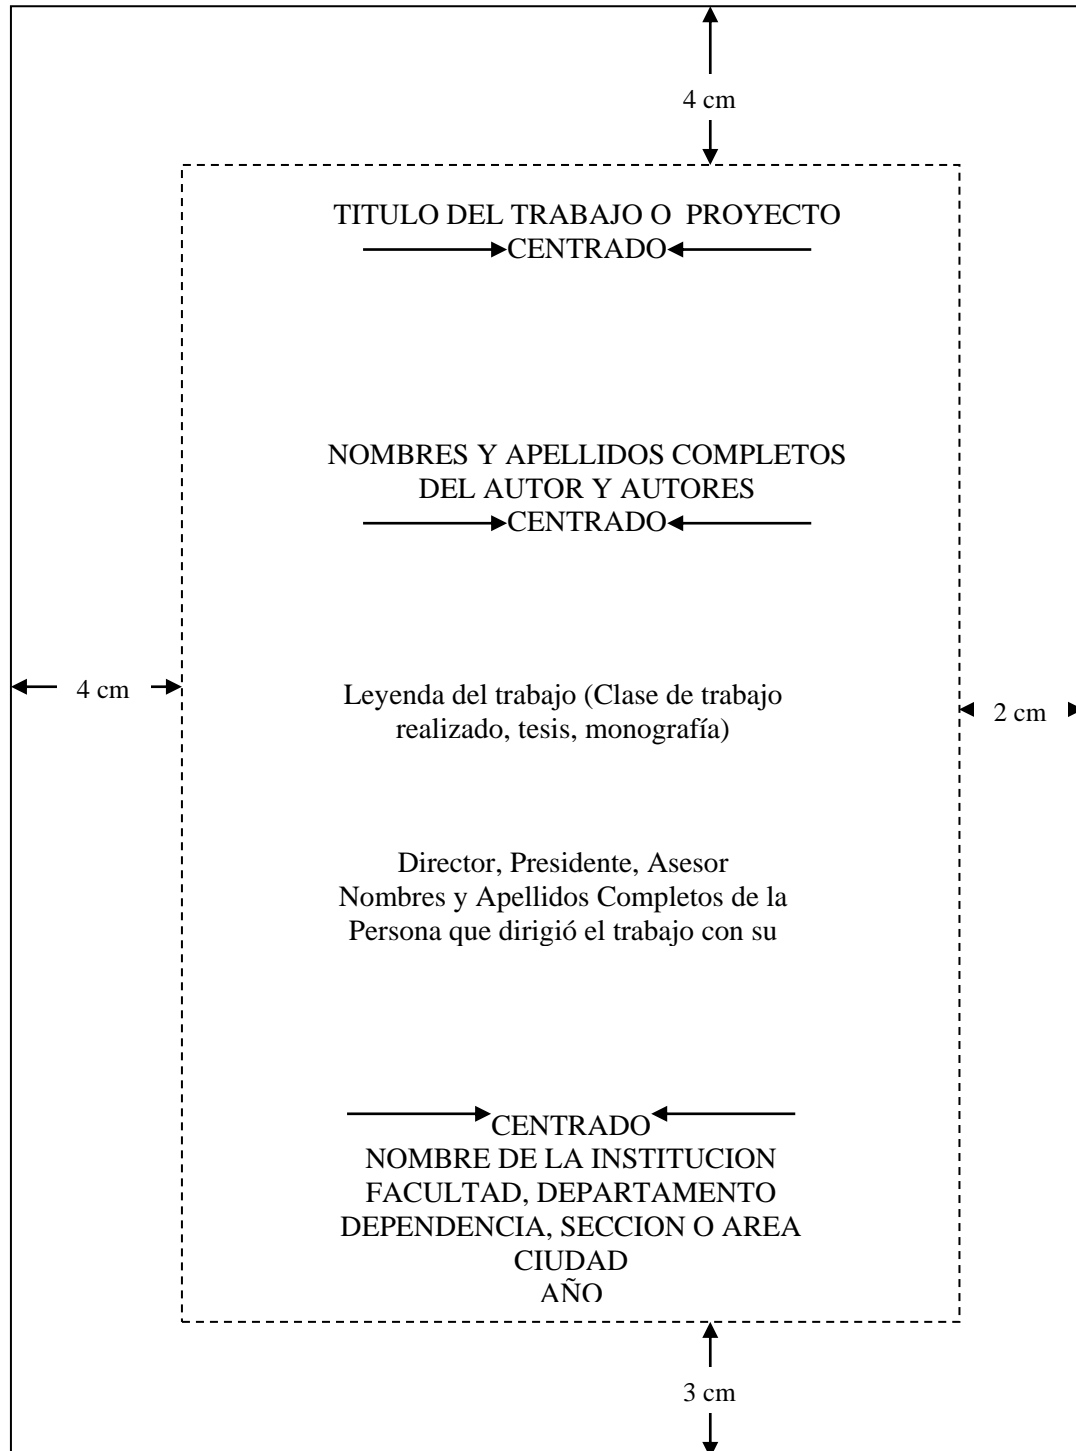 4 cm
TITULO DEL TRABAJO O PROYECTO
CENTRADO
NOMBRES Y APELLIDOS COMPLETOS
DEL AUTOR Y AUTORES
CENTRADO
4 cm
Leyenda del trabajo (Clase de trabajo
realizado, tesis, monografía)
2 cm
Director, Presidente, Asesor
Nombres y Apellidos Completos de la
Persona que dirigió el trabajo con su
CENTRADO
NOMBRE DE LA INSTITUCION
FACULTAD, DEPARTAMENTO
DEPENDENCIA, SECCION O AREA
CIUDAD
AÑO
3 cm